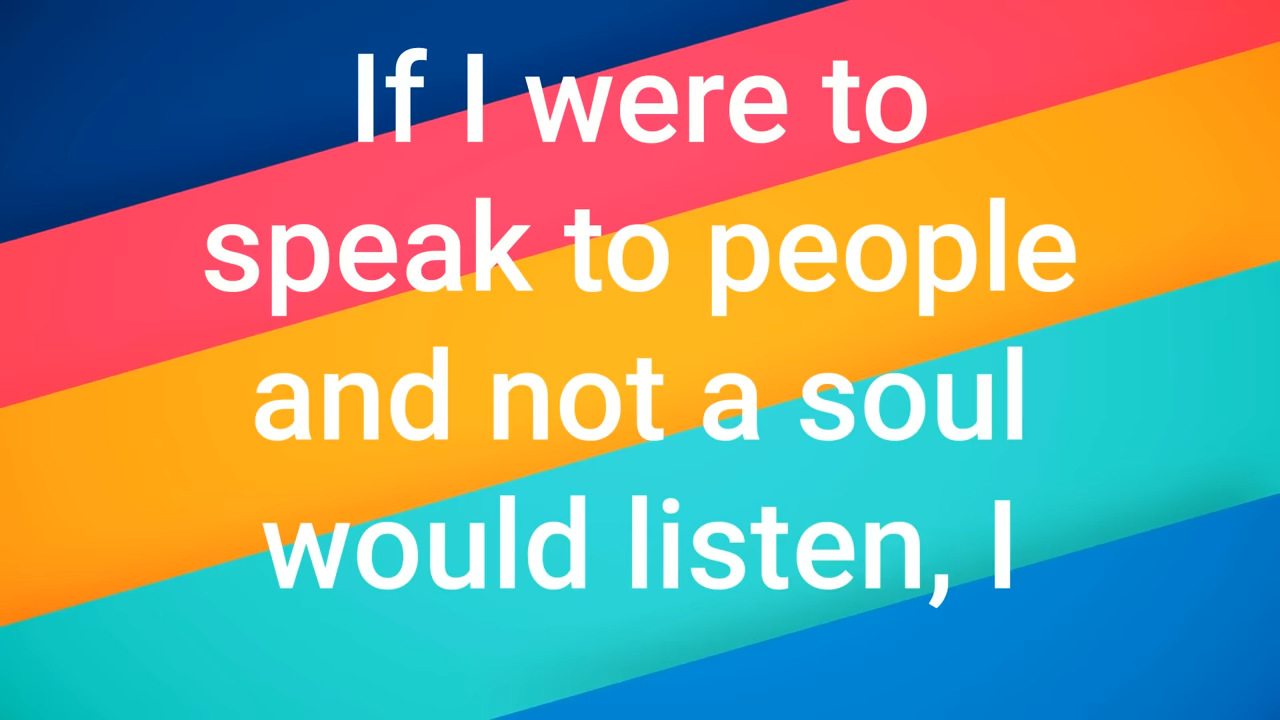 If I were to
speak to people
and not a soul
would listen, I